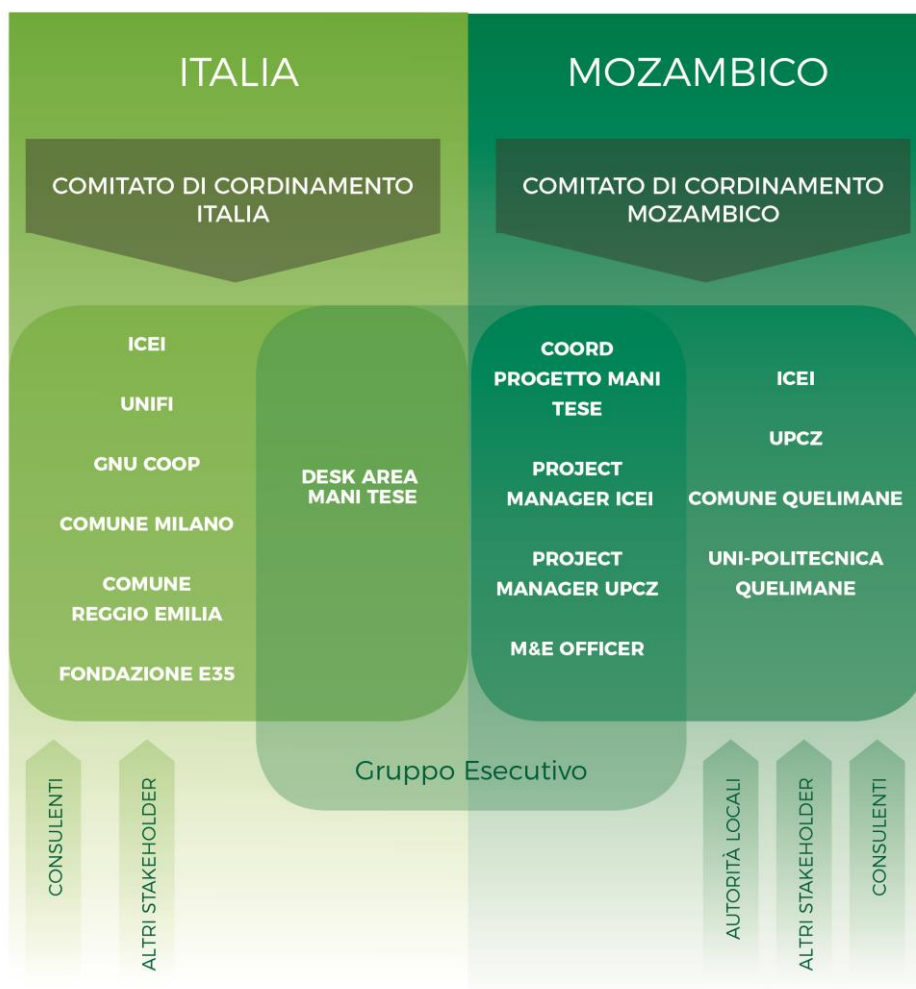 ITALIA
MOZAMBICO
COMITATO DI CORDINAMENTO
ITALIA
COMITATO DI CORDINAMENTO
MOZAMBICO
ICEI
UNIFI
GNU COOP
COMUNE MILANO
COMUNE
REGGIO EMILIA
FONDAZIONE E35
DESK AREA
MANI TESE
COORD
PROGETTO MANI
TESE
PROJECT
MANAGER ICEI
PROJECT
MANAGER UPCZ
M&E OFFICER
ICEI
UPCZ
COMUNE QUELIMANE
UNI-POLITECNICA
QUELIMANE
Gruppo Esecutivo
CONSULENTI
ALTRI STAKEHOLDER
AUTORITÀ LOCALI
ALTRI STAKEHOLDER
CONSULENTI